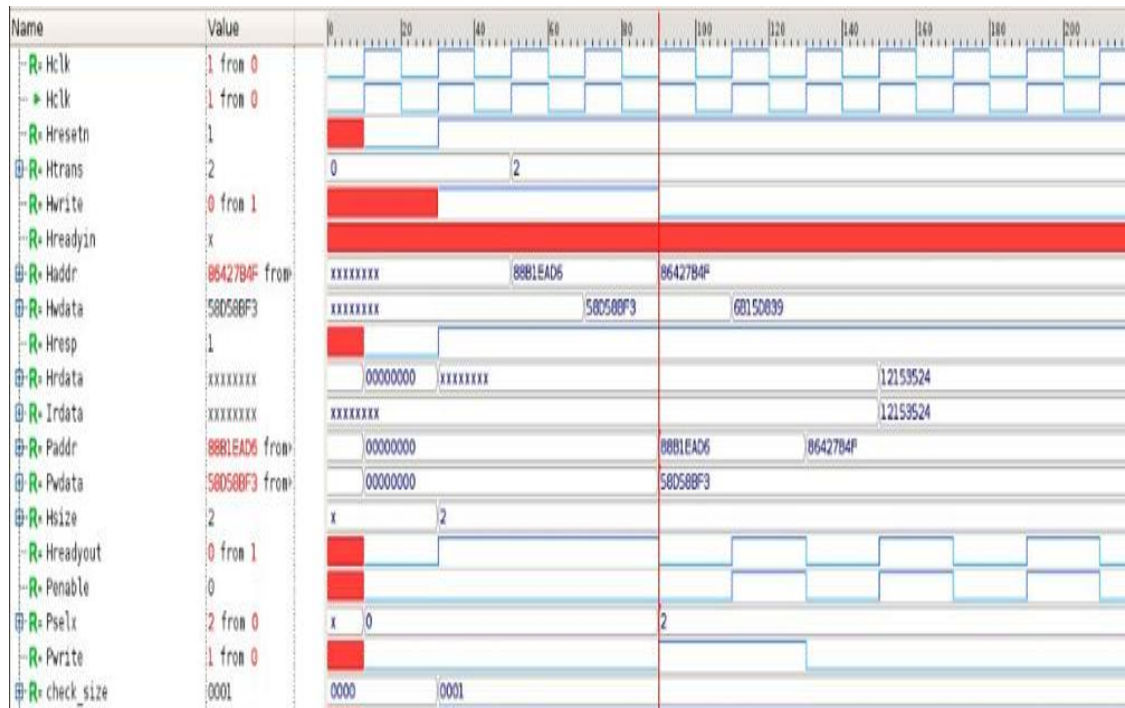 Name Value 0 20 40 60 80 100 120 140 160 180 200
R Hclk 1 from 0
Hclk 1 from 0
R Hresetn 1
R Htrans 2 0 2
R Hwrite 0 from 1
R Hreadyin x
R Haddr 86427B4F from xxxxxxxx 88B1EAD6 86427B4F
R Hwdata 58D58BF3 xxxxxxxx 58D58BF3 6B15D839
R Hresp 1
R Hrdata xxxxxxxx 00000000 xxxxxxxx 12153524
R Irdata xxxxxxxx xxxxxxxx 12153524
R Paddr 88B1EAD6 from 00000000 88B1EAD6 86427B4F
R Pwdata 58D58BF3 from 00000000 58D58BF3
R Hsize 2 x 2
R Hreadyout 0 from 1
R Penable 0
R Pselx 2 from 0 x 0 2
R Pwrite 1 from 0
R check_size 0001 0000 0001